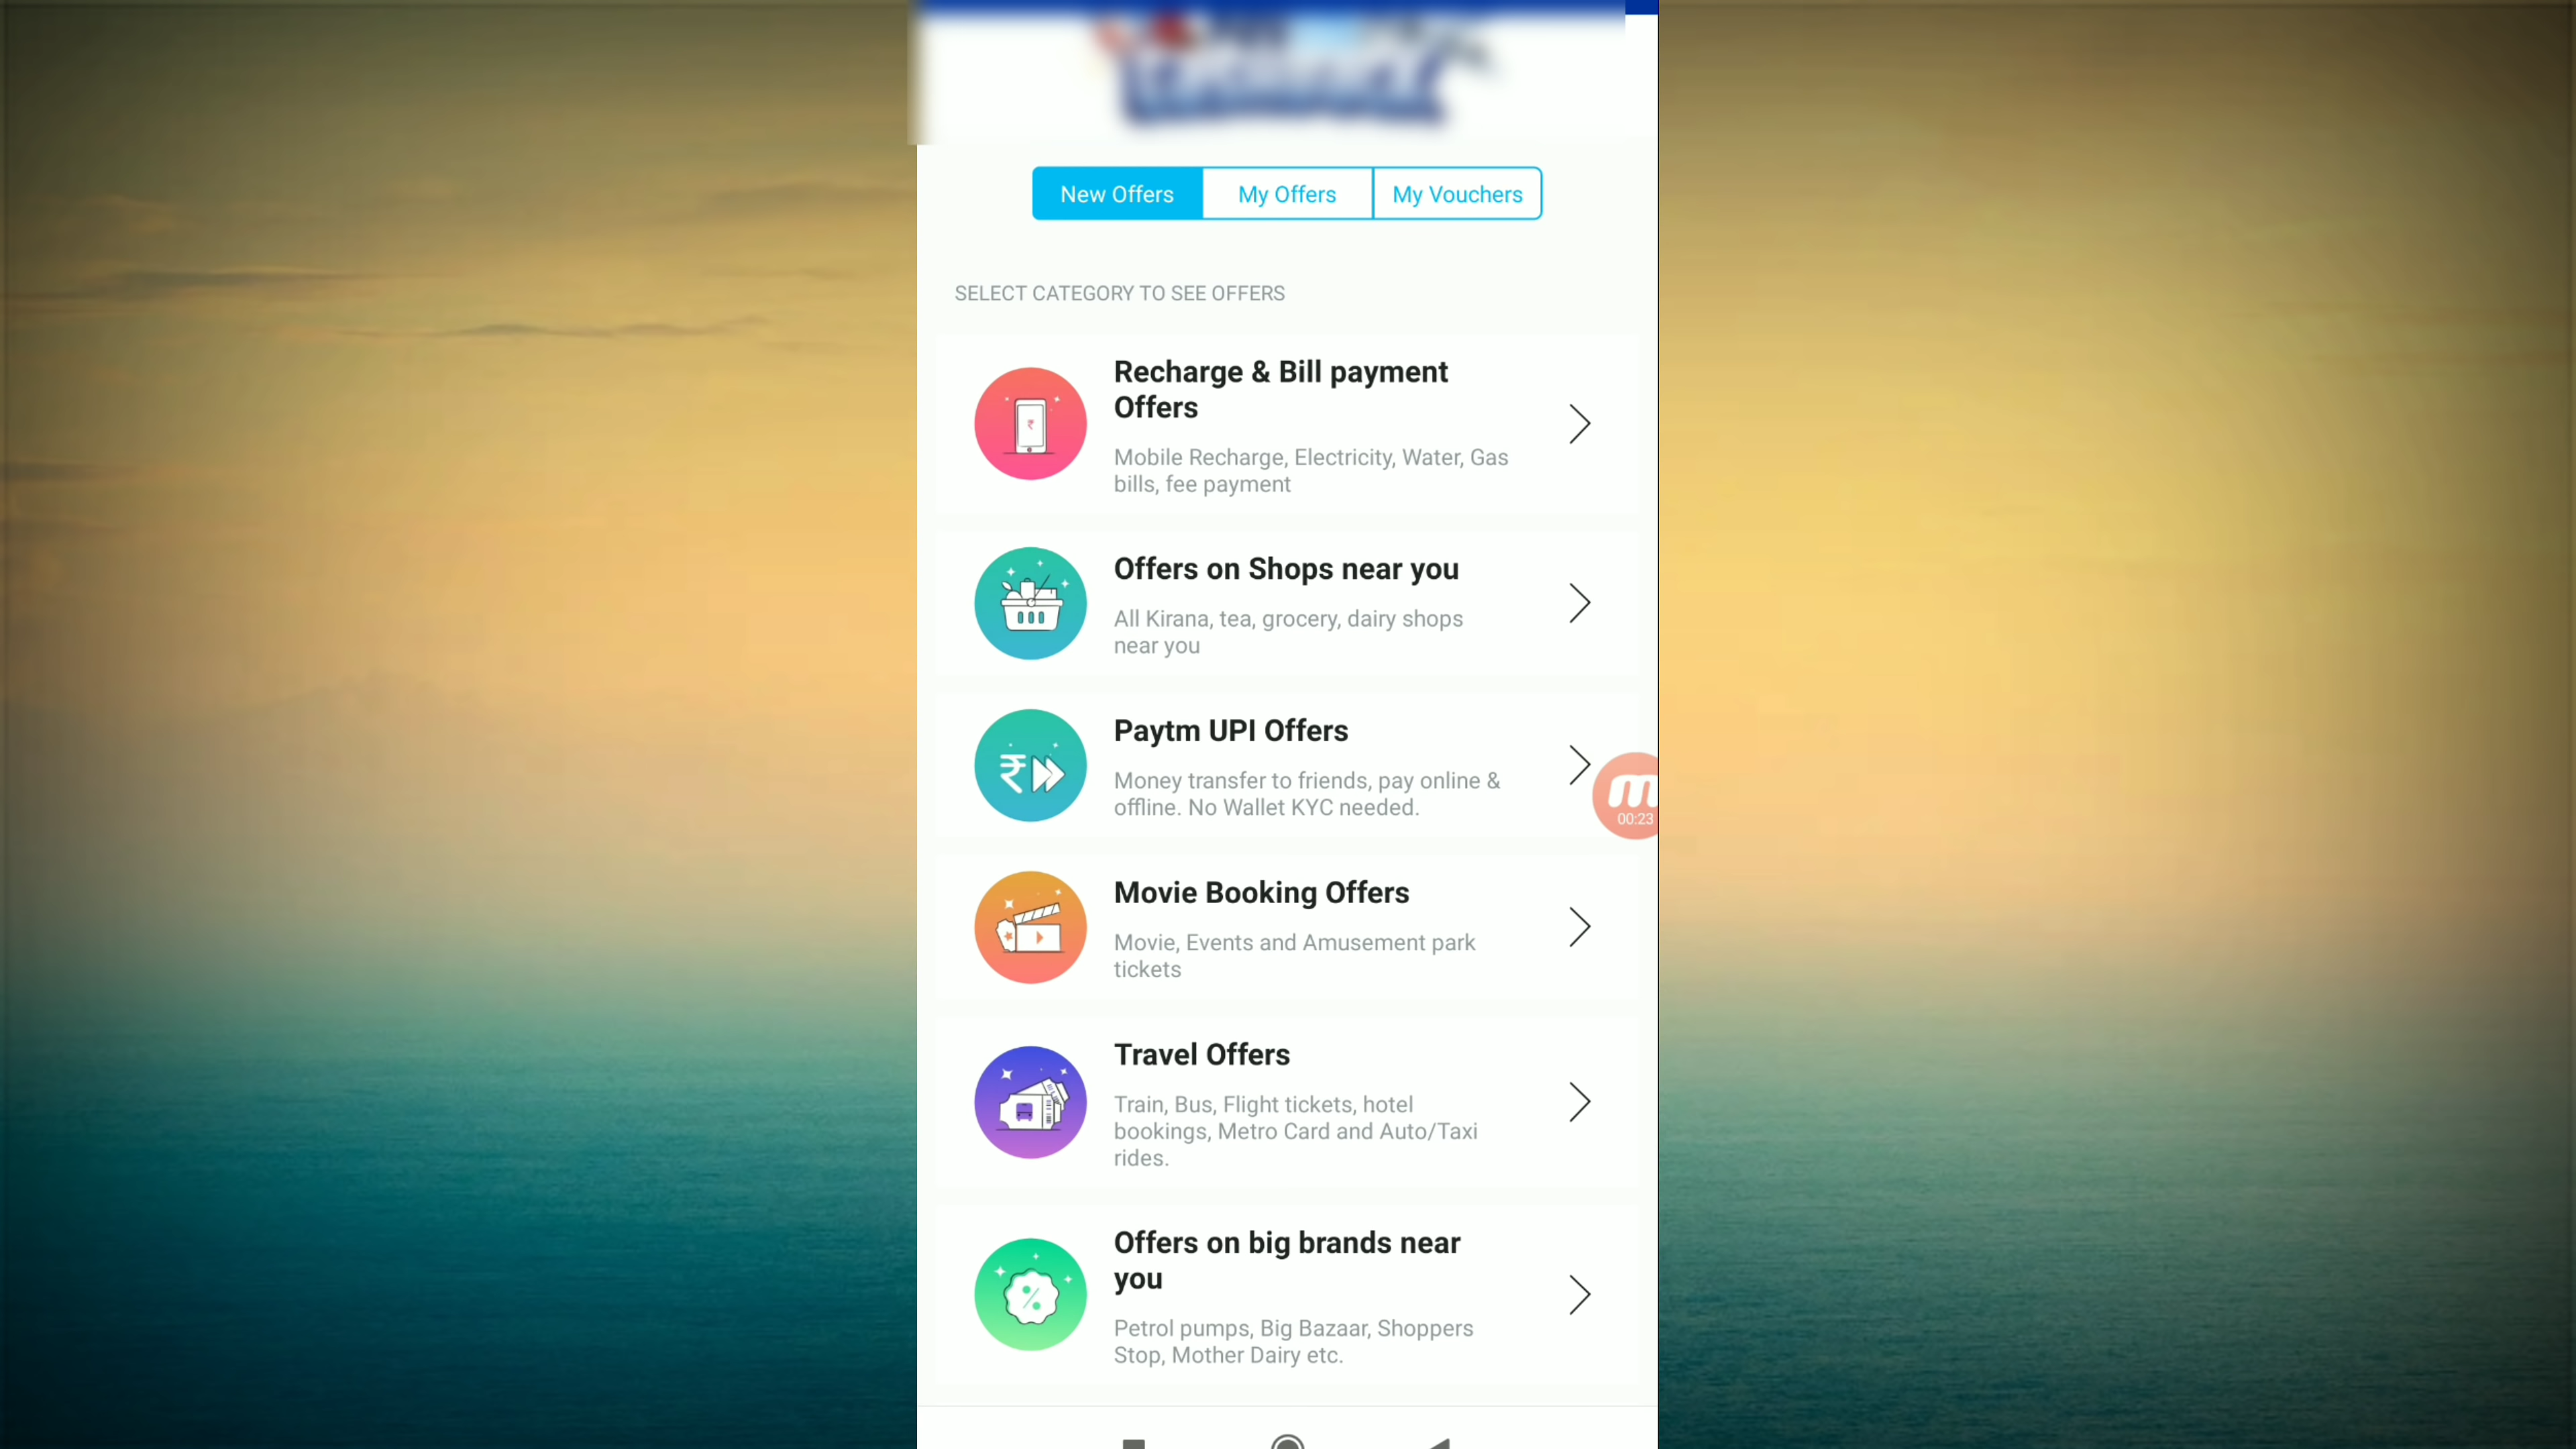 New Offers
My Offers
My Vouchers
SELECT CATEGORY TO SEE OFFERS
Recharge & Bill payment
Offers
Mobile Recharge, Electricity, Water, Gas
bills, fee payment
Offers on Shops near you
All Kirana, tea, grocery, dairy shops
near you
Paytm UPI Offers
Money transfer to friends, pay online &
offline. No Wallet KYC needed.
00:23
Movie Booking Offers
Movie, Events and Amusement park
tickets
Travel Offers
Train, Bus, Flight tickets, hotel
bookings, Metro Card and Auto/Taxi
rides.
Offers on big brands near
you
Petrol pumps, Big Bazaar, Shoppers
Stop, Mother Dairy etc.